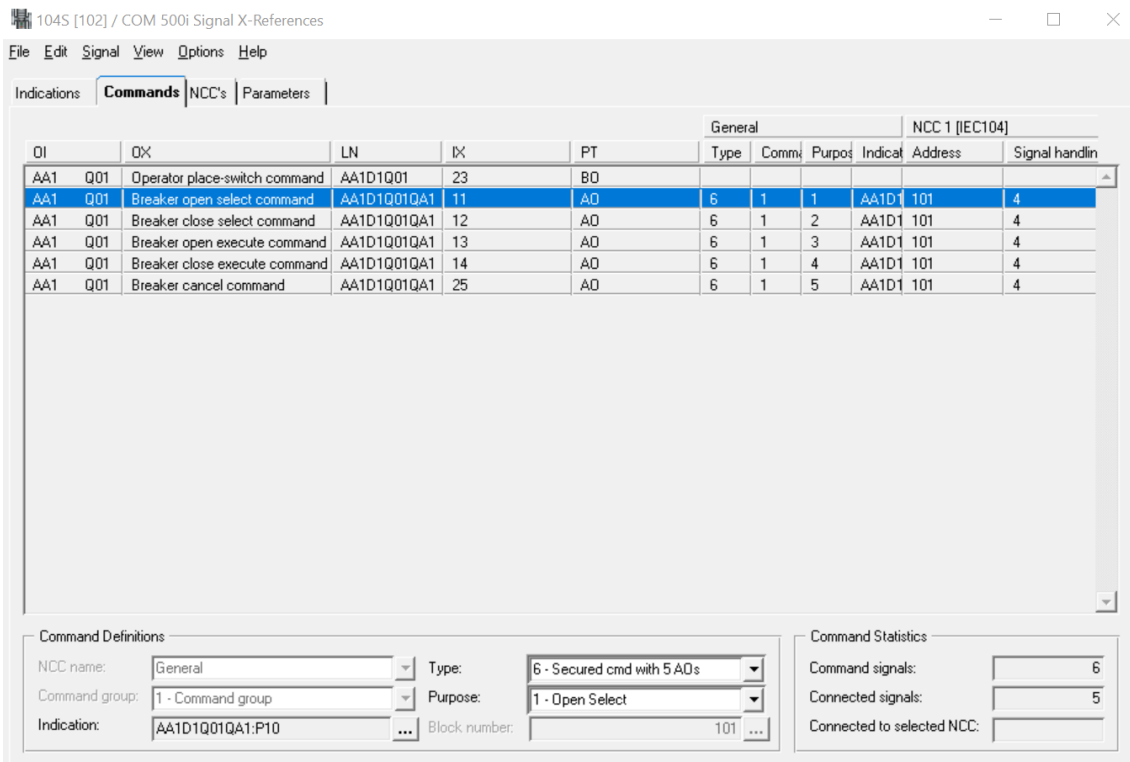 104S [102] / COM 500i Signal X-References
File Edit Signal View Options Help
Indications Commands NCC's Parameters
General NCC 1 [IEC104]
OI OX LN IX PT Type Comma Purpos Indicat Address Signal handlin
AA1 Q01 Operator place-switch command AA1D1Q01 23 BO
AA1 Q01 Breaker open select command AA1D1Q01QA1 11 AO 6 1 1 AA1D1 101 4
AA1 Q01 Breaker close select command AA1D1Q01QA1 12 AO 6 1 2 AA1D1 101 4
AA1 Q01 Breaker open execute command AA1D1Q01QA1 13 AO 6 1 3 AA1D1 101 4
AA1 Q01 Breaker close execute command AA1D1Q01QA1 14 AO 6 1 4 AA1D1 101 4
AA1 Q01 Breaker cancel command AA1D1Q01QA1 25 AO 6 1 5 AA1D1 101 4
Command Definitions Command Statistics
NCC name: General Type: 6 - Secured cmd with 5 AOs Command signals: 6
Command group: 1 - Command group Purpose: 1 - Open Select Connected signals: 5
Indication: AA1D1Q01QA1:P10 ... Block number: 101 ... Connected to selected NCC: